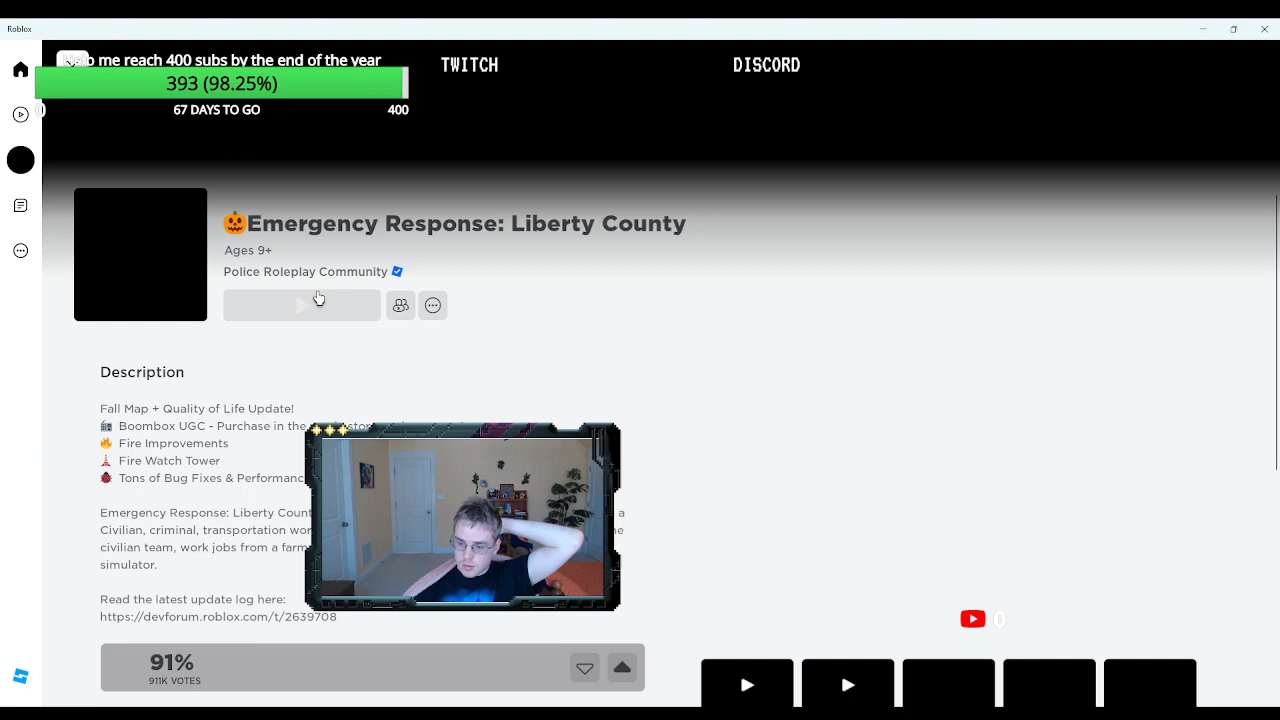 Roblox
me reach 400 subs by the end of the year
TWITCH
DISCORD
393 (98.25%)
0
67 DAYS TO GO
400
🎃Emergency Response: Liberty County
Ages 9+
Police Roleplay Community
Description
Fall Map + Quality of Life Update!
📻 Boombox UGC - Purchase in the
🔥 Fire Improvements
🗼 Fire Watch Tower
🐞 Tons of Bug Fixes &
Emergency Response: Liberty
a
Civilian, criminal, transportation
civilian team, work jobs from a
simulator.
Read the latest update log here:
https://devforum.roblox.com/t/2639708
0
91%
911K VOTES